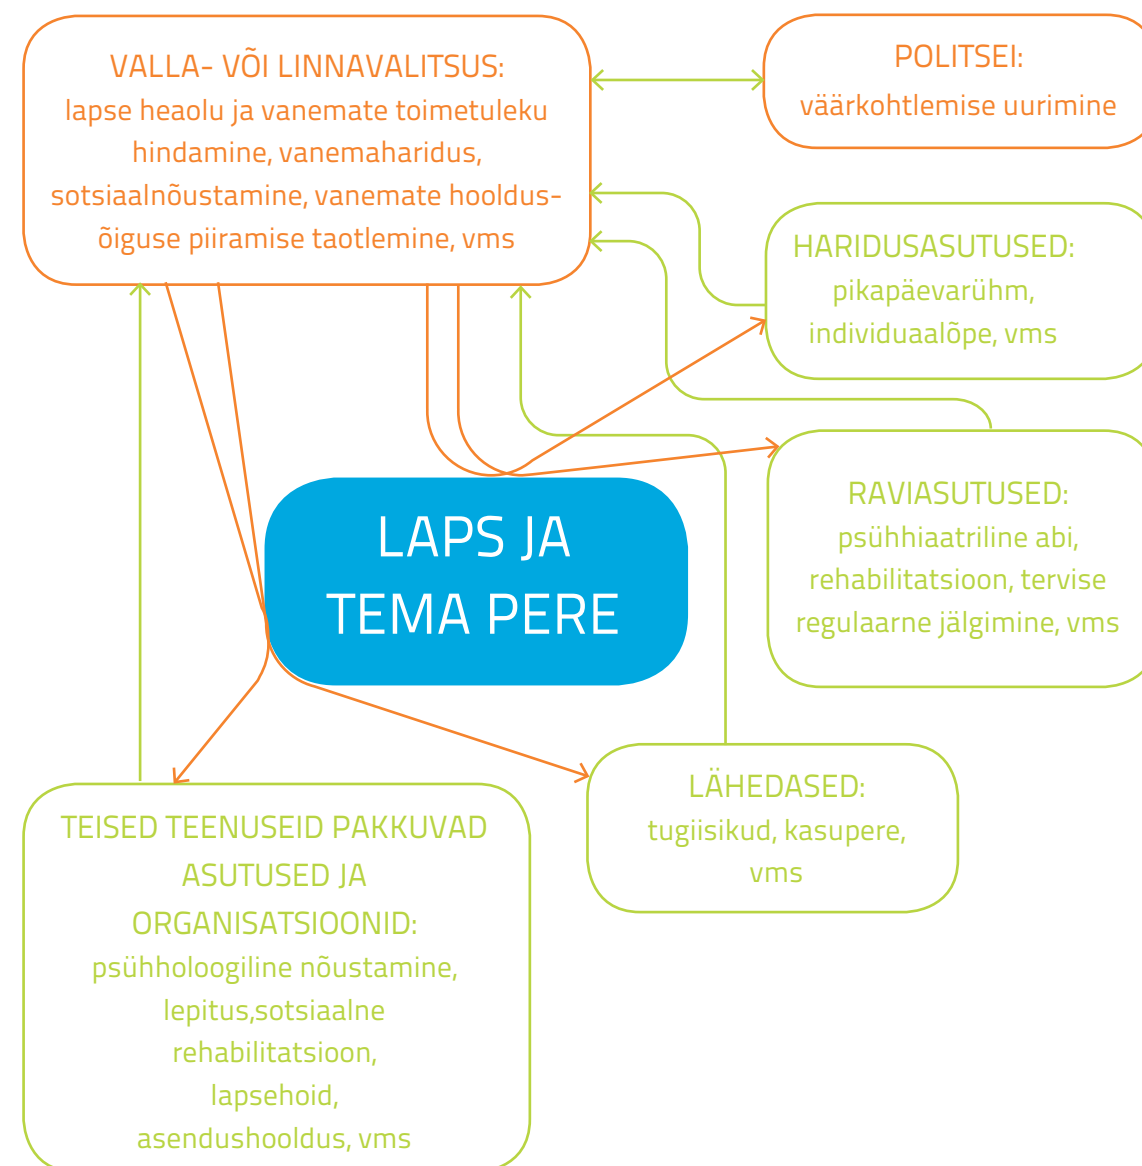 VALLA- VÕI LINNAVALITSUS:
lapse heaolu ja vanemate toimetuleku
hindamine, vanemaharidus,
sotsiaalnõustamine, vanemate hooldus-
õiguse piiramise taotlemine, vms
POLITSEI:
väärkohtlemise uurimine
HARIDUSASUTUSED:
pikapäevarühm,
individuaalõpe, vms
RAVIASUTUSED:
psühhiaatriline abi,
rehabilitatsioon, tervise
regulaarne jälgimine, vms
LAPS JA
TEMA PERE
LÄHEDASED:
tugiisikud, kasupere,
vms
TEISED TEENUSEID PAKKUVAD
ASUTUSED JA
ORGANISATSIOONID:
psühholoogiline nõustamine,
lepitus,sotsiaalne
rehabilitatsioon,
lapsehoid,
asendushooldus, vms